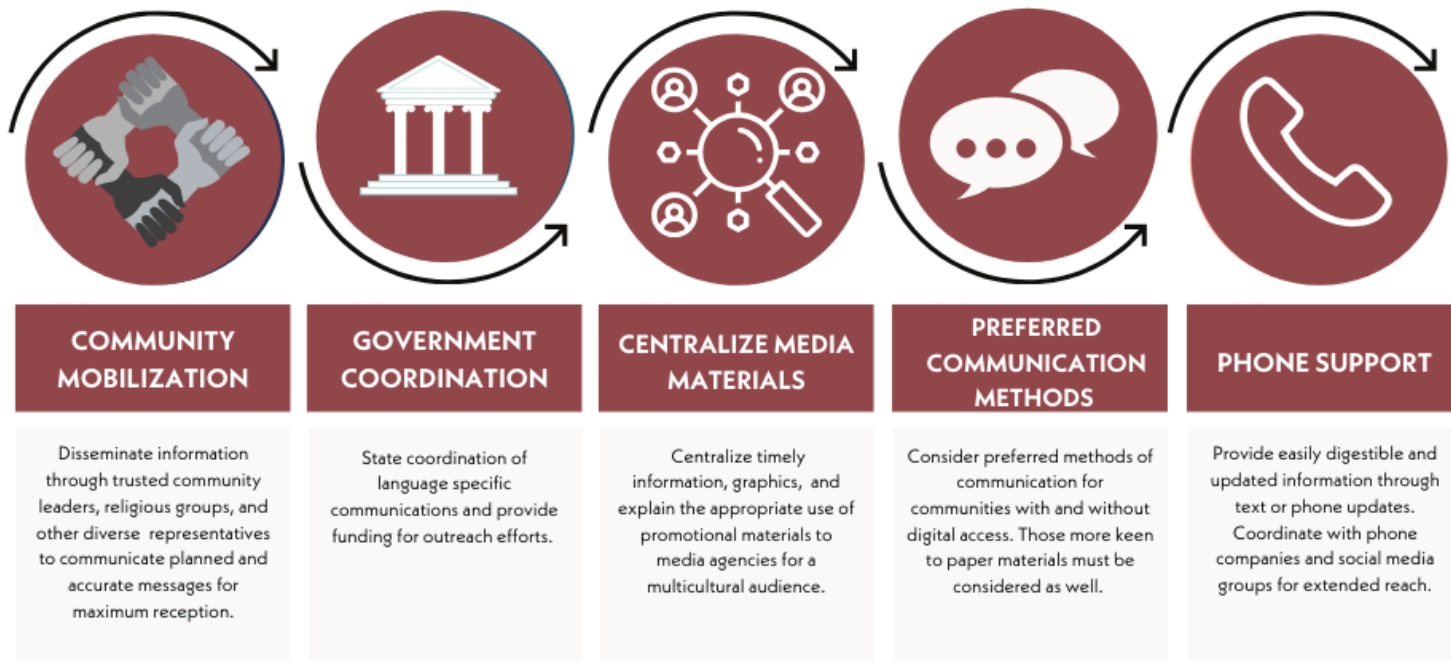 COMMUNITY
MOBILIZATION
Disseminate information
through trusted community
leaders, religious groups, and
other diverse representatives
to communicate planned and
accurate messages for
maximum reception.
GOVERNMENT
COORDINATION
State coordination of
language specific
communications and provide
funding for outreach efforts.
CENTRALIZE MEDIA
MATERIALS
Centralize timely
information, graphics, and
explain the appropriate use of
promotional materials to
media agencies for a
multicultural audience.
PREFERRED
COMMUNICATION
METHODS
Consider preferred methods of
communication for
communities with and without
digital access. Those more keen
to paper materials must be
considered as well.
PHONE SUPPORT
Provide easily digestible and
updated information through
text or phone updates.
Coordinate with phone
companies and social media
groups for extended reach.